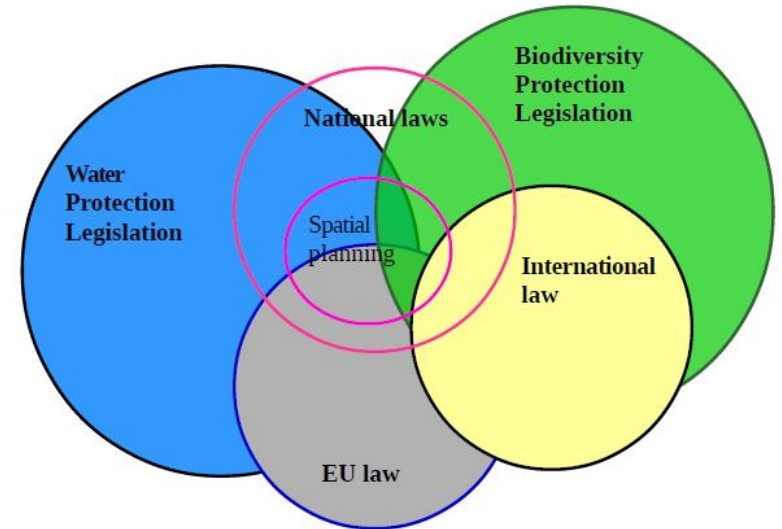 Biodiversity
Protection
Legislation
National laws
Water
Protection
Legislation
Spatial
planning
International
law
EU law